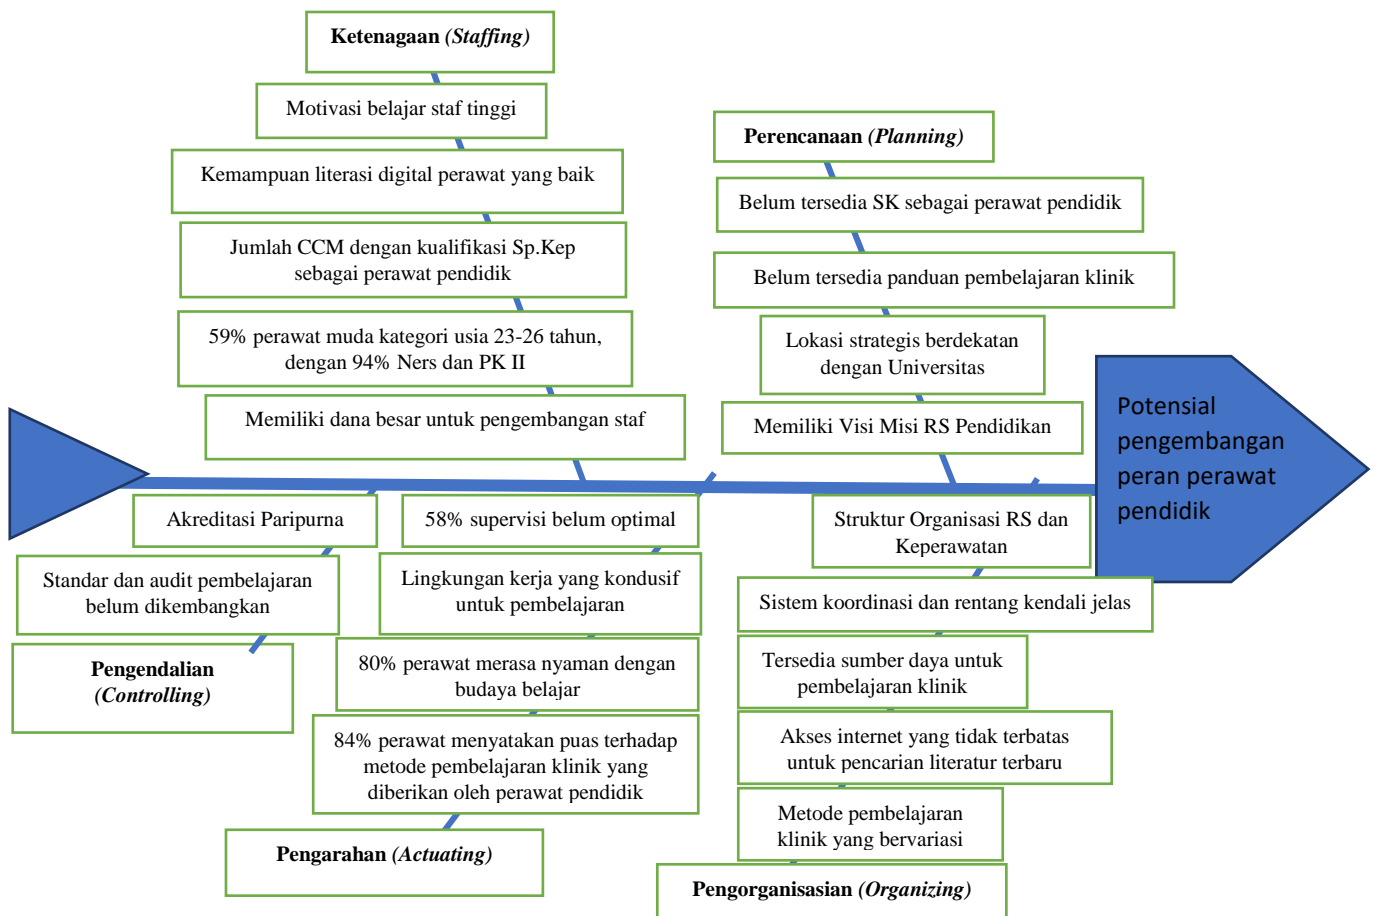 Ketenagaan (Staffing)
Motivasi belajar staf tinggi
Kemampuan literasi digital perawat yang baik
Jumlah CCM dengan kualifikasi Sp.Kep
sebagai perawat pendidik
59% perawat muda kategori usia 23-26 tahun,
dengan 94% Ners dan PK II
Memiliki dana besar untuk pengembangan staf
Perencanaan (Planning)
Belum tersedia SK sebagai perawat pendidik
Belum tersedia panduan pembelajaran klinik
Lokasi strategis berdekatan
dengan Universitas
Memiliki Visi Misi RS Pendidikan
Potensial
pengembangan
peran perawat
pendidik
Akreditasi Paripurna
Standar dan audit pembelajaran
belum dikembangkan
Pengendalian
(Controlling)
58% supervisi belum optimal
Lingkungan kerja yang kondusif
untuk pembelajaran
80% perawat merasa nyaman dengan
budaya belajar
84% perawat menyatakan puas terhadap
metode pembelajaran klinik yang
diberikan oleh perawat pendidik
Pengarahan (Actuating)
Struktur Organisasi RS dan
Keperawatan
Sistem koordinasi dan rentang kendali jelas
Tersedia sumber daya untuk
pembelajaran klinik
Akses internet yang tidak terbatas
untuk pencarian literatur terbaru
Metode pembelajaran
klinik yang bervariasi
Pengorganisasian (Organizing)